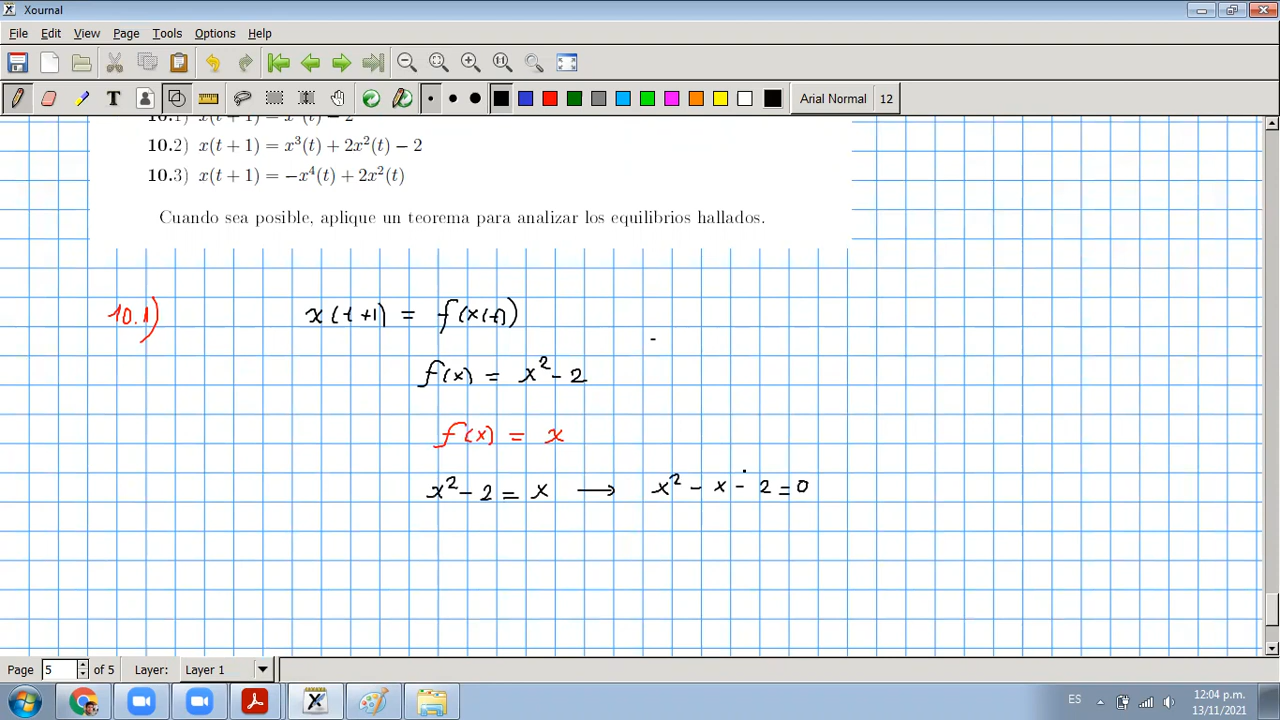 Xournal
File Edit View Page Tools Options Help
T Arial Normal 12
10.2) x(t + 1) = x³(t) + 2x²(t) − 2
10.3) x(t + 1) = −x⁴(t) + 2x²(t)
Cuando sea posible, aplique un teorema para analizar los equilibrios hallados.
10.1) x(t+1) = f(x(t))
f(x) = x² - 2
f(x) = x
x² - 2 = x → x² - x - 2 = 0
Page 5 of 5 Layer: Layer 1
ES 12:04 p.m.
13/11/2021